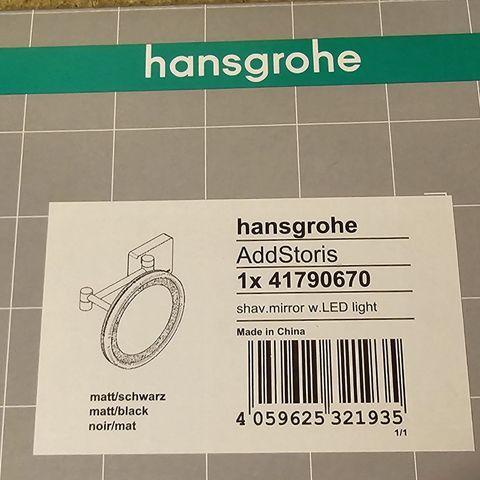 hansgrohe
hansgrohe
AddStoris
1x 41790670
shav.mirror w.LED light
Made in China
matt/schwarz
matt/black
noir/mat
4 059625 321935
1/1